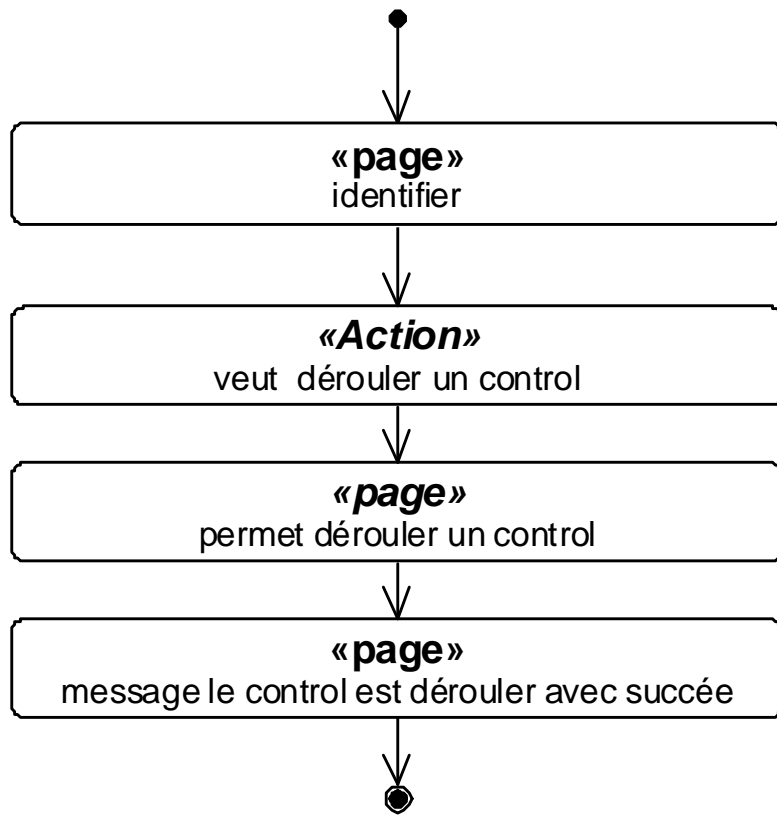 «page»
identifier
«Action»
veut dérouler un control
«page»
permet dérouler un control
«page»
message le control est dérouler avec succée